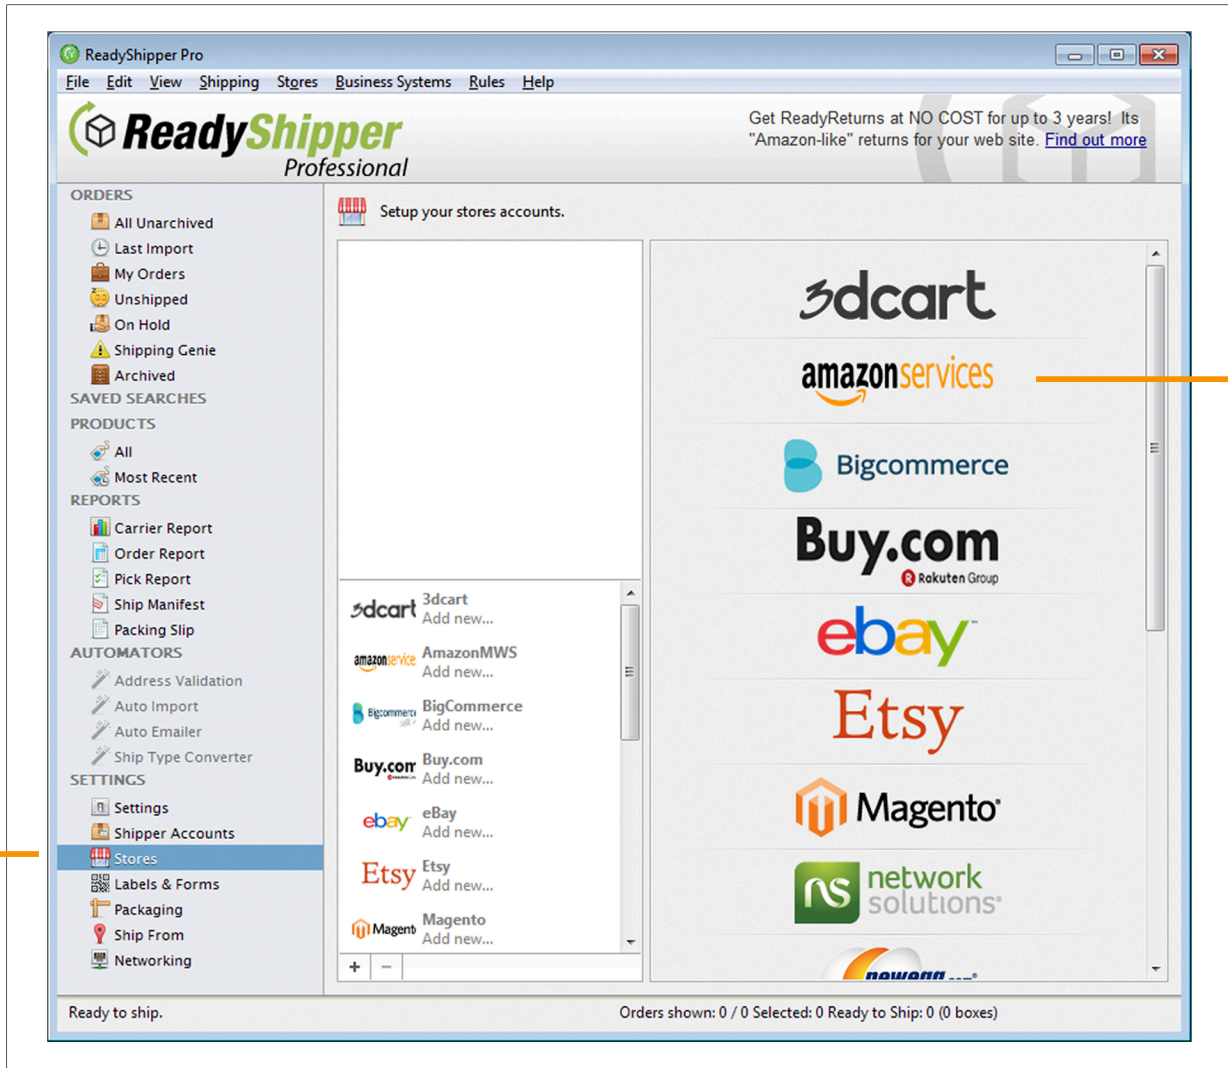 ReadyShipper Pro
File Edit View Shipping Stores Business Systems Rules Help
ReadyShipper
Professional
Get ReadyReturns at NO COST for up to 3 years! Its
"Amazon-like" returns for your web site. Find out more
ORDERS
All Unarchived
Last Import
My Orders
Unshipped
On Hold
Shipping Genie
Archived
SAVED SEARCHES
PRODUCTS
All
Most Recent
REPORTS
Carrier Report
Order Report
Pick Report
Ship Manifest
Packing Slip
AUTOMATORS
Address Validation
Auto Import
Auto Emailer
Ship Type Converter
SETTINGS
Settings
Shipper Accounts
Stores
Labels & Forms
Packaging
Ship From
Networking
Setup your stores accounts.
3dcart
3dcart
Add new...
amazonservice
AmazonMWS
Add new...
Bigcommerc
BigCommerce
Add new...
Buy.com
Buy.com
Add new...
ebay
eBay
Add new...
Etsy
Etsy
Add new...
Magento
Magento
Add new...
+ −
3dcart
amazonservices
Bigcommerce
Buy.com
Rakuten Group
ebay™
Etsy
Magento®
network
solutions®
newegg
Ready to ship.
Orders shown: 0 / 0 Selected: 0 Ready to Ship: 0 (0 boxes)